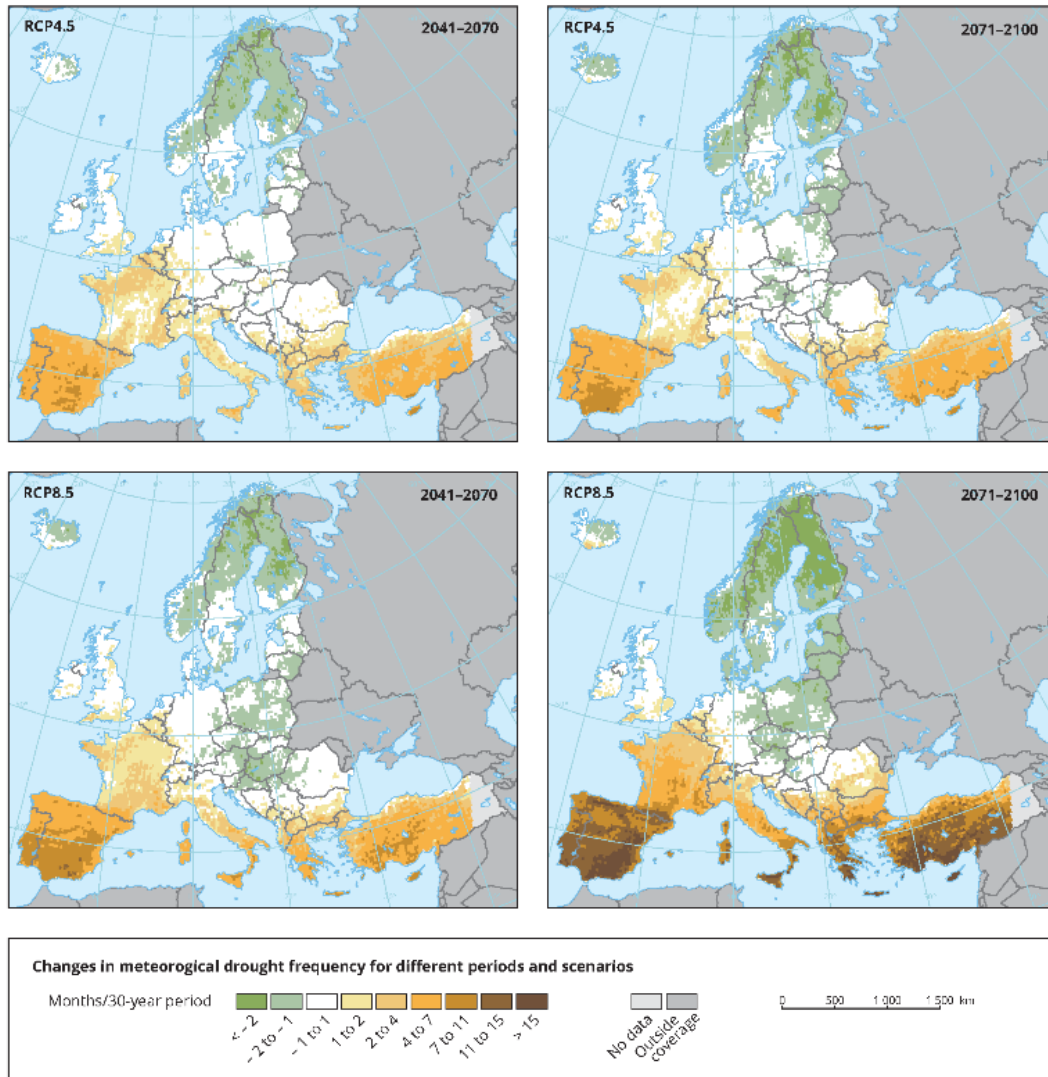 RCP4.5
2041–2070
RCP4.5
2071–2100
RCP8.5
2041–2070
RCP8.5
2071–2100
Changes in meteorogical drought frequency for different periods and scenarios
Months/30-year period
< – 2
– 2 to – 1
– 1 to 1
1 to 2
2 to 4
4 to 7
7 to 11
11 to 15
> 15
No data
Outside
coverage
0 500 1 000 1 500 km